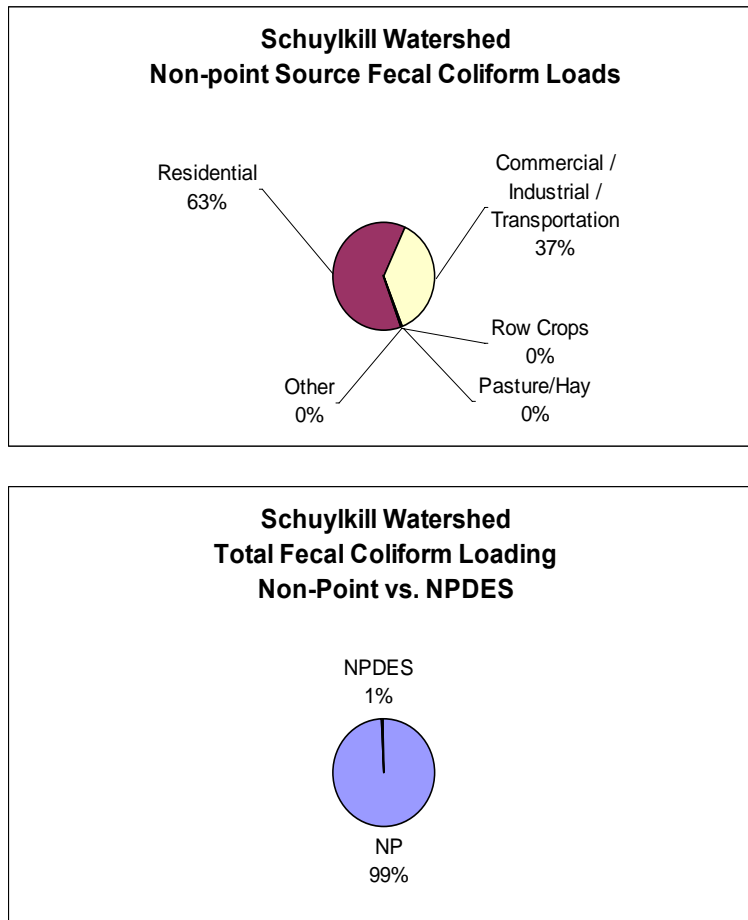 Schuylkill Watershed
Non-point Source Fecal Coliform Loads
Residential
63%
Commercial /
Industrial /
Transportation
37%
Row Crops
0%
Pasture/Hay
0%
Other
0%
Schuylkill Watershed
Total Fecal Coliform Loading
Non-Point vs. NPDES
NPDES
1%
NP
99%